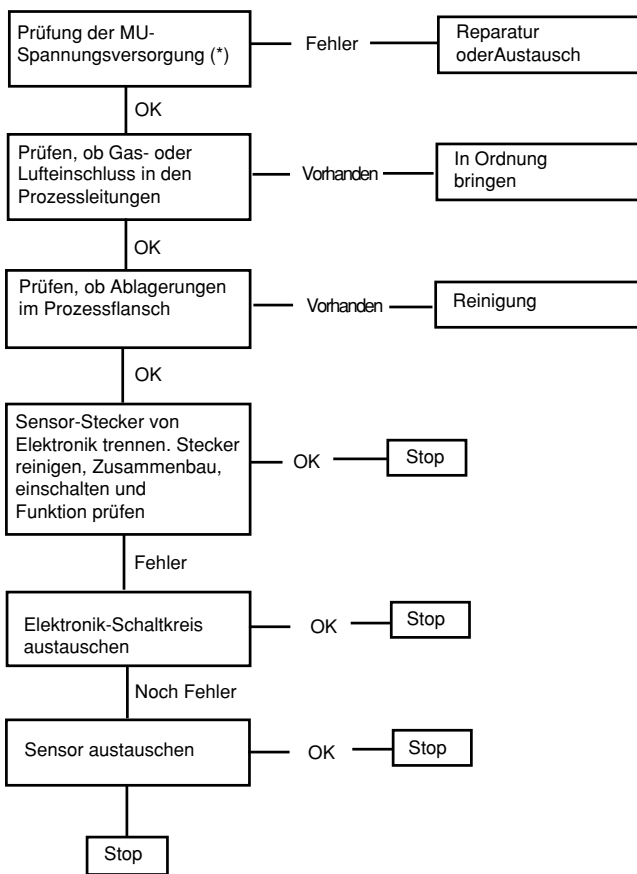 Prüfung der MU-
Spannungsversorgung (*)
Fehler
Reparatur
oderAustausch
OK
Prüfen, ob Gas- oder
Lufteinschluss in den
Prozessleitungen
Vorhanden
In Ordnung
bringen
OK
Prüfen, ob Ablagerungen
im Prozessflansch
Vorhanden
Reinigung
OK
Sensor-Stecker von
Elektronik trennen. Stecker
reinigen, Zusammenbau,
einschalten und
Funktion prüfen
OK
Stop
Fehler
Elektronik-Schaltkreis
austauschen
OK
Stop
Noch Fehler
Sensor austauschen
OK
Stop
Stop